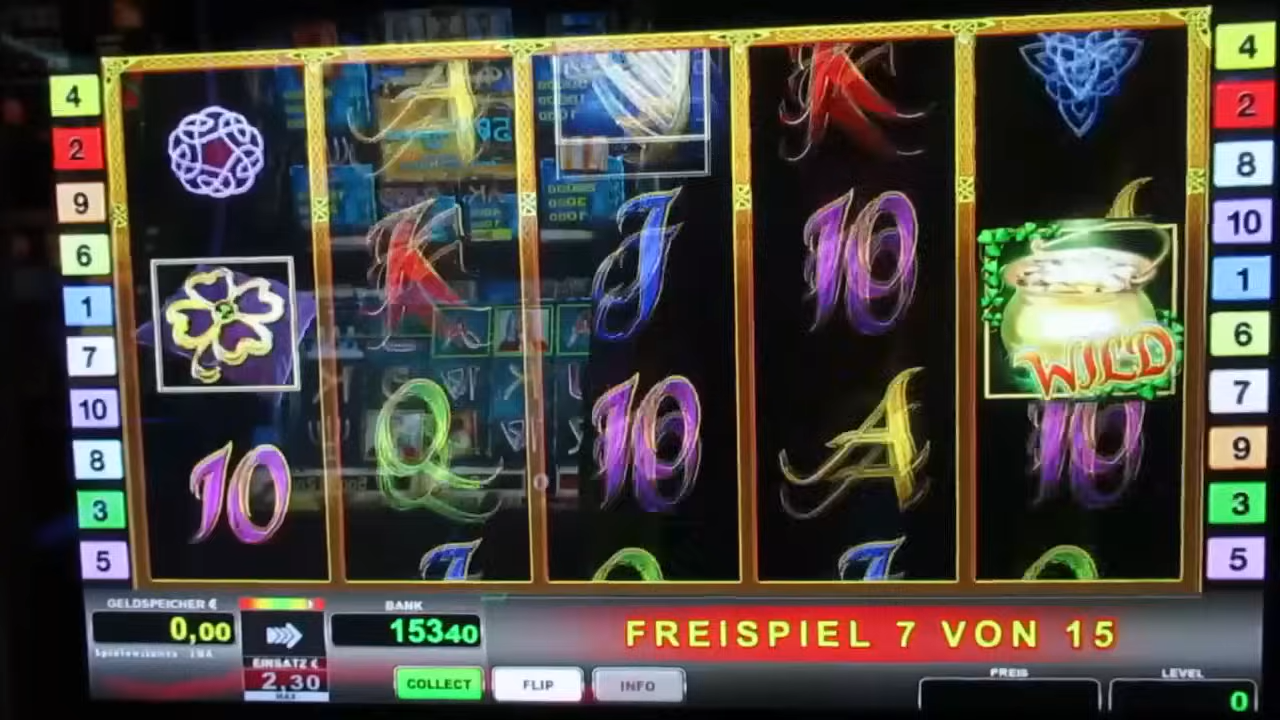 4
2
9
6
1
7
10
8
3
5
A
K
Q
J
10
J
10
Q
K
10
A
J
WILD
10
Q
10
4
2
8
10
1
6
7
9
3
5
GELDSPEICHER €
0,00
EINSATZ €
2,30
MAX
BANK
15340
FREISPIEL 7 VON 15
COLLECT
FLIP
INFO
PREIS
LEVEL
0